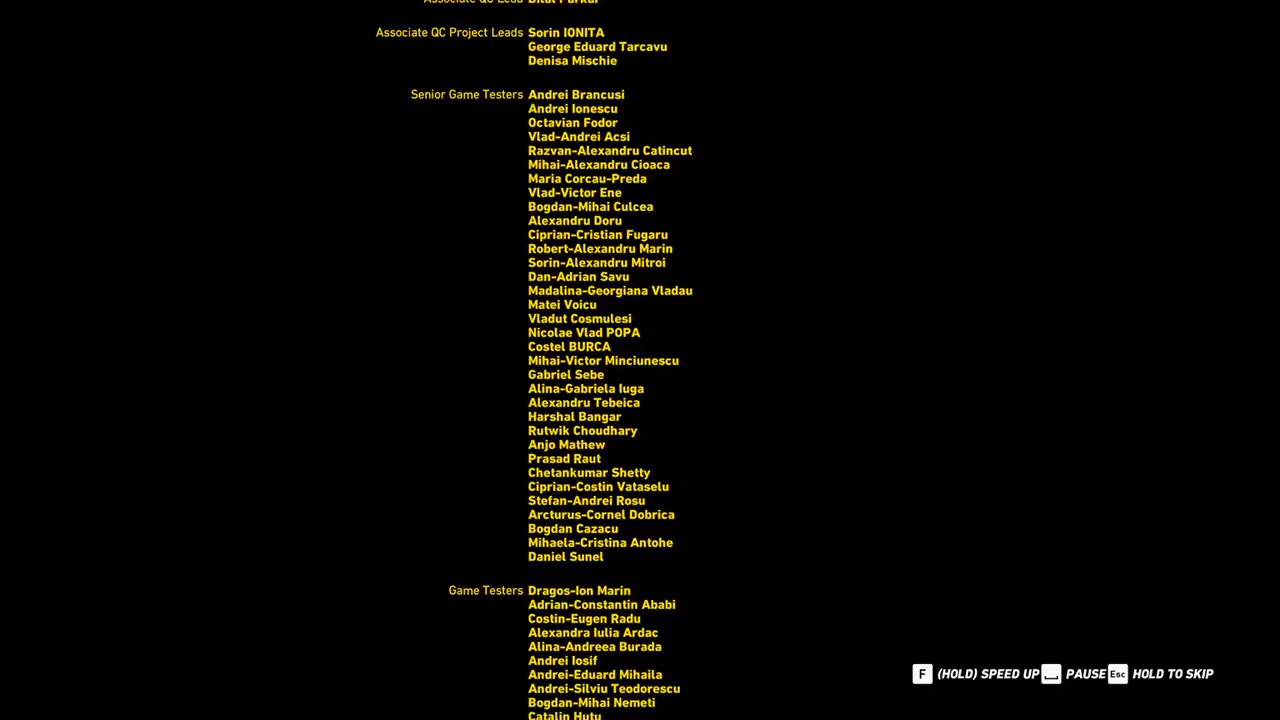 Associate QC Lead Bilal Parkar
Associate QC Project Leads Sorin IONITA
George Eduard Tarcavu
Denisa Mischie
Senior Game Testers Andrei Brancusi
Andrei Ionescu
Octavian Fodor
Vlad-Andrei Acsi
Razvan-Alexandru Catincut
Mihai-Alexandru Cioaca
Maria Corcau-Preda
Vlad-Victor Ene
Bogdan-Mihai Culcea
Alexandru Doru
Ciprian-Cristian Fugaru
Robert-Alexandru Marin
Sorin-Alexandru Mitroi
Dan-Adrian Savu
Madalina-Georgiana Vladau
Matei Voicu
Vladut Cosmulesi
Nicolae Vlad POPA
Costel BURCA
Mihai-Victor Minciunescu
Gabriel Sebe
Alina-Gabriela Iuga
Alexandru Tebeica
Harshal Bangar
Rutwik Choudhary
Anjo Mathew
Prasad Raut
Chetankumar Shetty
Ciprian-Costin Vataselu
Stefan-Andrei Rosu
Arcturus-Cornel Dobrica
Bogdan Cazacu
Mihaela-Cristina Antohe
Daniel Sunel
Game Testers Dragos-Ion Marin
Adrian-Constantin Ababi
Costin-Eugen Radu
Alexandra Iulia Ardac
Alina-Andreea Burada
Andrei Iosif
Andrei-Eduard Mihaila
Andrei-Silviu Teodorescu
Bogdan-Mihai Nemeti
Catalin Hutu
F (HOLD) SPEED UP PAUSE Esc HOLD TO SKIP